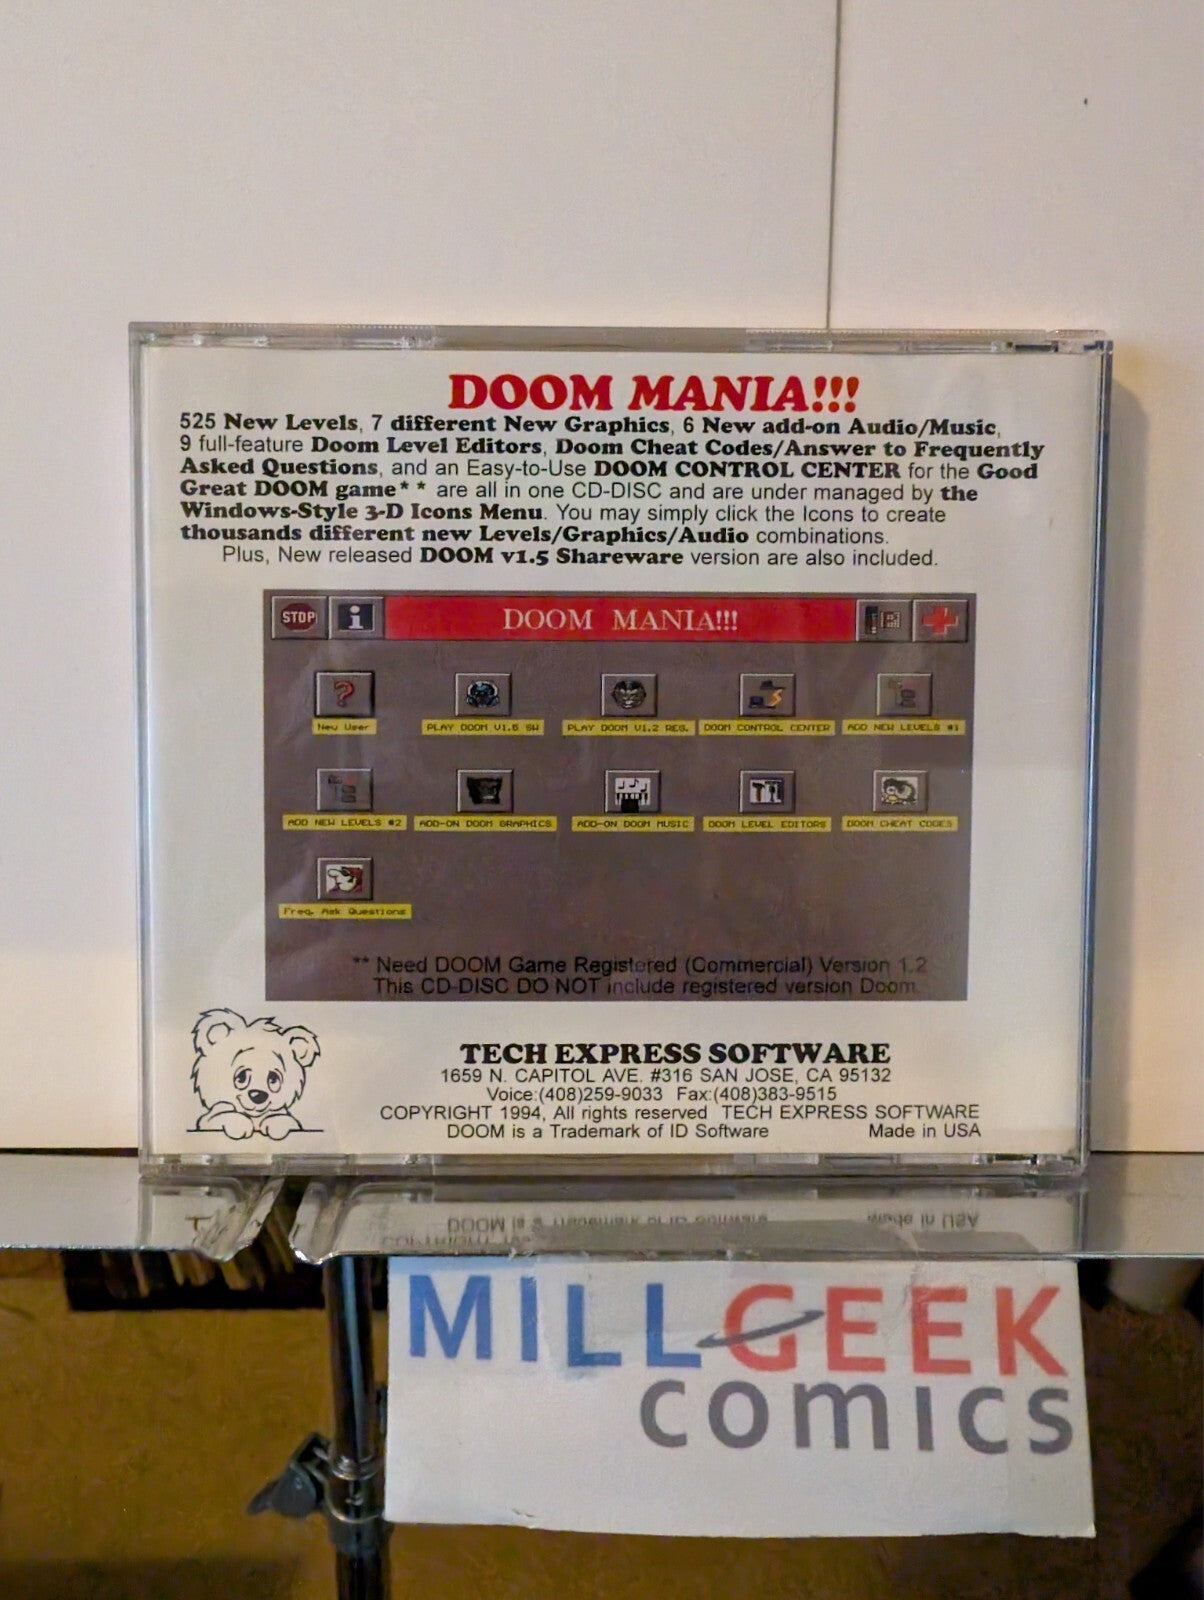 DOOM MANIA!!!
525 New Levels, 7 different New Graphics, 6 New add-on Audio/Music,
9 full-feature Doom Level Editors, Doom Cheat Codes/Answer to Frequently
Asked Questions, and an Easy-to-Use DOOM CONTROL CENTER for the Good
Great DOOM game** are all in one CD-DISC and are under managed by the
Windows-Style 3-D Icons Menu. You may simply click the Icons to create
thousands different new Levels/Graphics/Audio combinations.
Plus, New released DOOM v1.5 Shareware version are also included.
STOP i DOOM MANIA!!!
?
New User PLAY DOOM V1.5 SW PLAY DOOM V1.2 REG. DOOM CONTROL CENTER ADD NEW LEVELS #1
ADD NEW LEVELS #2 ADD-ON DOOM GRAPHICS ADD-ON DOOM MUSIC DOOM LEVEL EDITORS DOOM CHEAT CODES
Freq. Ask Questions
** Need DOOM Game Registered (Commercial) Version 1.2
This CD-DISC DO NOT include registered version Doom.
TECH EXPRESS SOFTWARE
1659 N. CAPITOL AVE. #316 SAN JOSE, CA 95132
Voice:(408)259-9033 Fax:(408)383-9515
COPYRIGHT 1994, All rights reserved TECH EXPRESS SOFTWARE
DOOM is a Trademark of ID Software Made in USA
MILLGEEK
comics